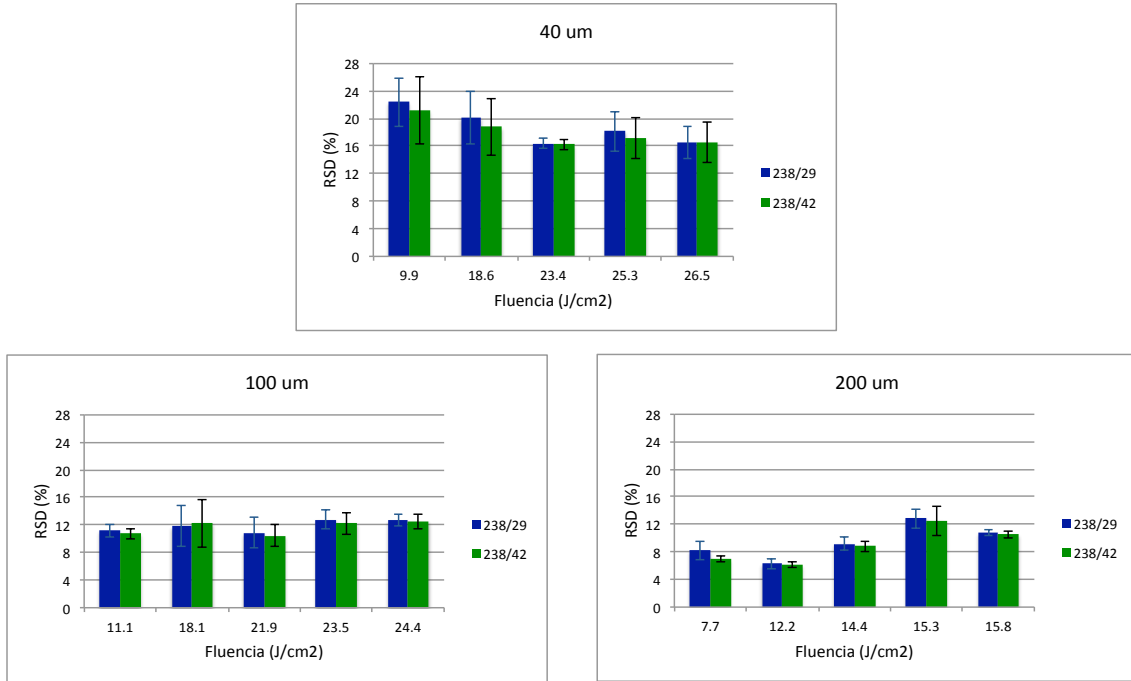 40 um
28
24
20
16
12
8
4
0
RSD (%)
9.9 18.6 23.4 25.3 26.5
Fluencia (J/cm2)
238/29
238/42
100 um
28
24
20
16
12
8
4
0
RSD (%)
11.1 18.1 21.9 23.5 24.4
Fluencia (J/cm2)
238/29
238/42
200 um
28
24
20
16
12
8
4
0
RSD (%)
7.7 12.2 14.4 15.3 15.8
Fluencia (J/cm2)
238/29
238/42